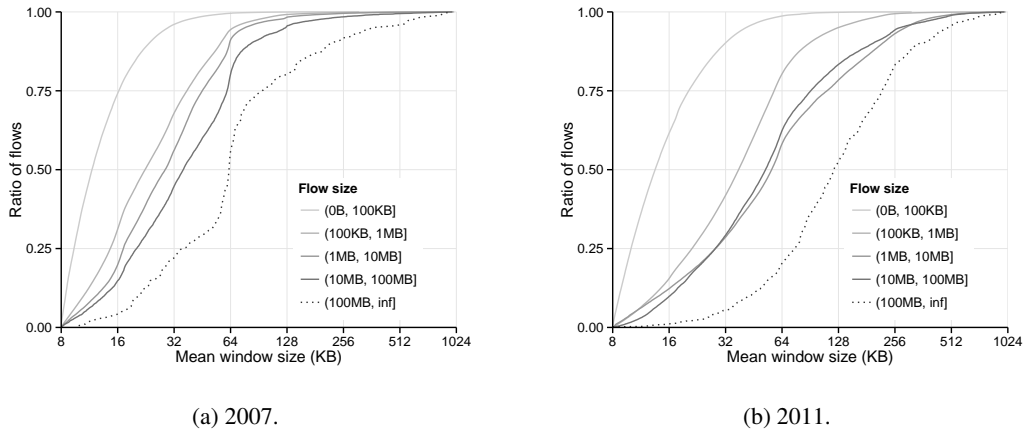 Ratio of flows
1.00
0.75
0.50
0.25
0.00
8 16 32 64 128 256 512 1024
Mean window size (KB)
Flow size
(0B, 100KB]
(100KB, 1MB]
(1MB, 10MB]
(10MB, 100MB]
(100MB, inf]
(a) 2007.
Ratio of flows
1.00
0.75
0.50
0.25
0.00
8 16 32 64 128 256 512 1024
Mean window size (KB)
Flow size
(0B, 100KB]
(100KB, 1MB]
(1MB, 10MB]
(10MB, 100MB]
(100MB, inf]
(b) 2011.